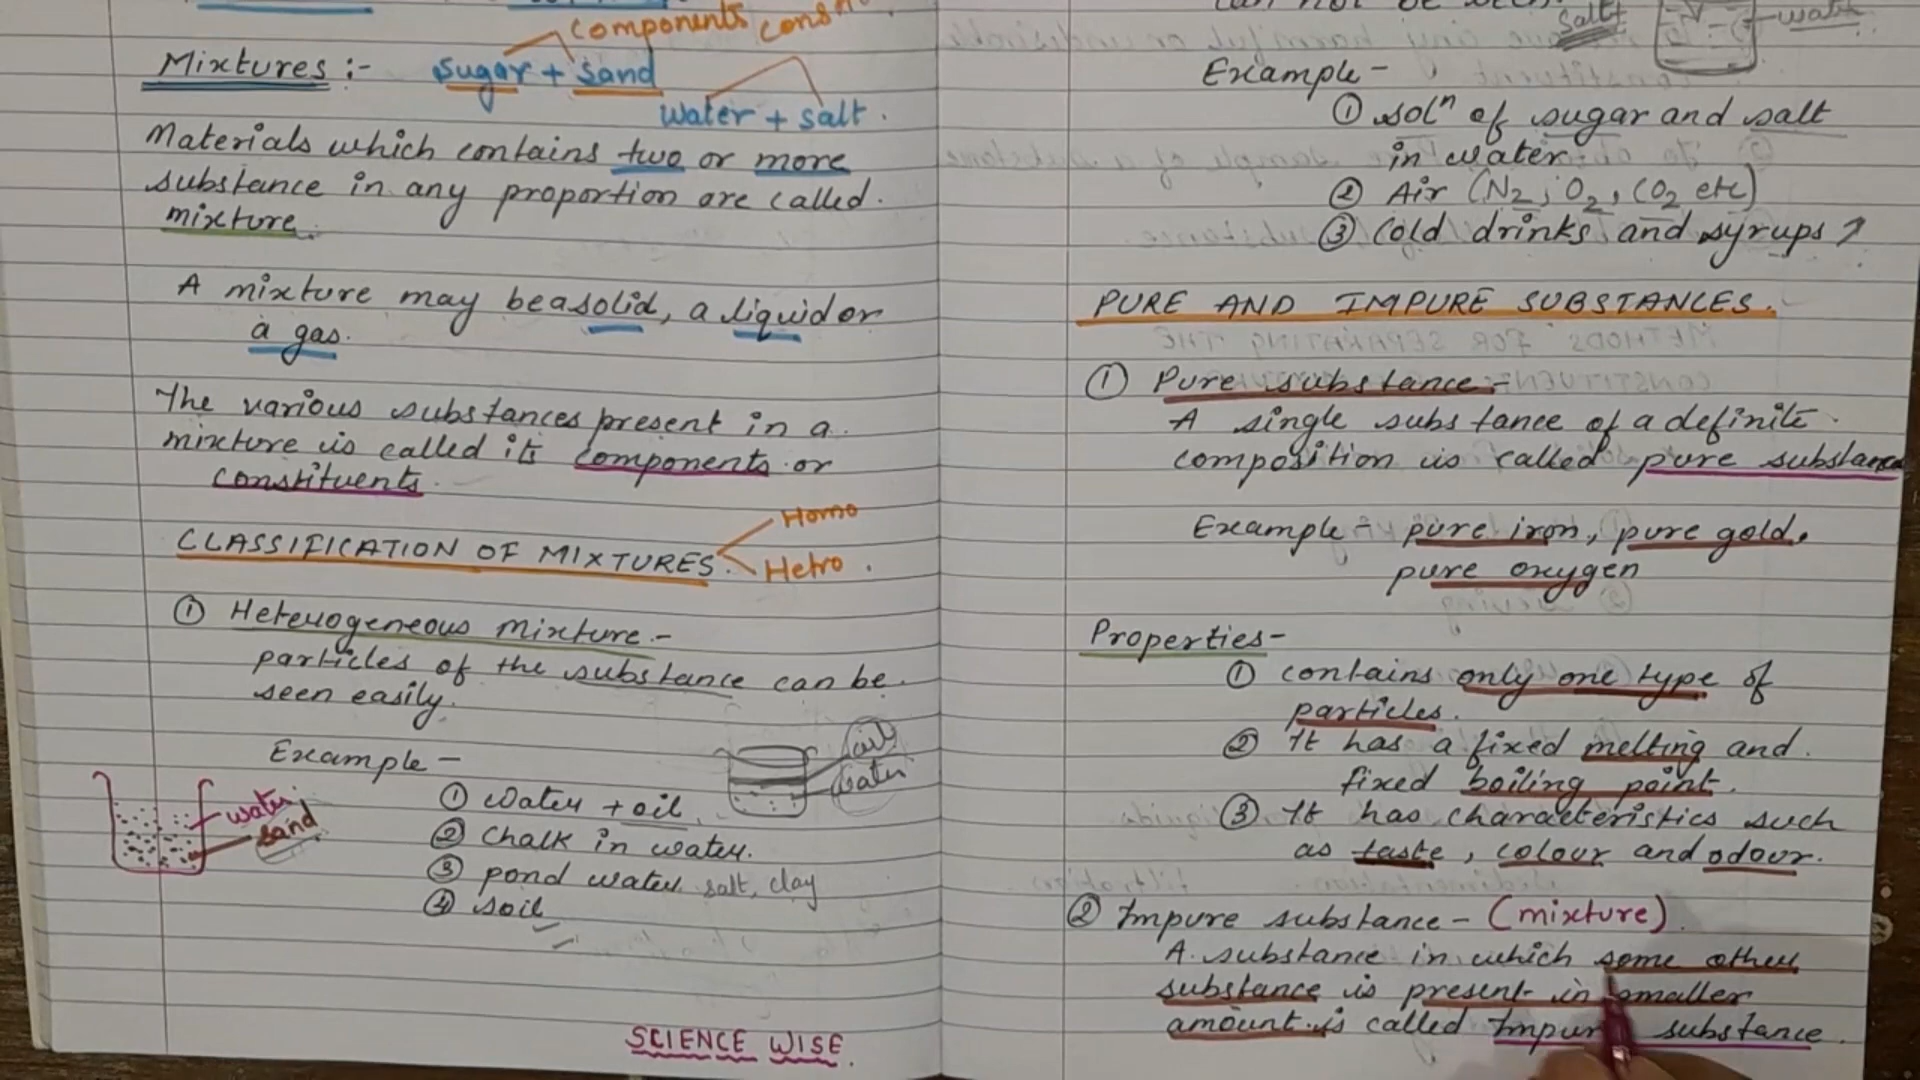 components
Mixtures :- sugar + sand
water + salt.
Materials which contains two or more
substance in any proportion are called.
mixture.
A mixture may be a solid, a liquid or
a gas.
The various substances present in a.
mixture is called its components or
constituents.
Homo
CLASSIFICATION OF MIXTURES.
Hetro.
① Heterogeneous mixture.-
particles of the substance can be.
seen easily.
Example -
oil
water
water
sand
① Water + oil.
② Chalk in water.
③ pond water salt, clay
④ soil
SCIENCE WISE.
Salt
water
Example -
① solⁿ of sugar and salt
in water.
② Air (N2, O2, CO2 etc)
③ cold drinks and syrups
PURE AND IMPURE SUBSTANCES.
① Pure substance:-
A single substance of a definite.
composition is called pure substance
Example - pure iron, pure gold,
pure oxygen
Properties-
① contains only one type of
particles.
② It has a fixed melting and.
fixed boiling point.
③ It has characteristics such
as taste, colour and odour.
② Impure substance - (mixture).
A substance in which some other
substance is present in smaller
amount is called Impur substance.